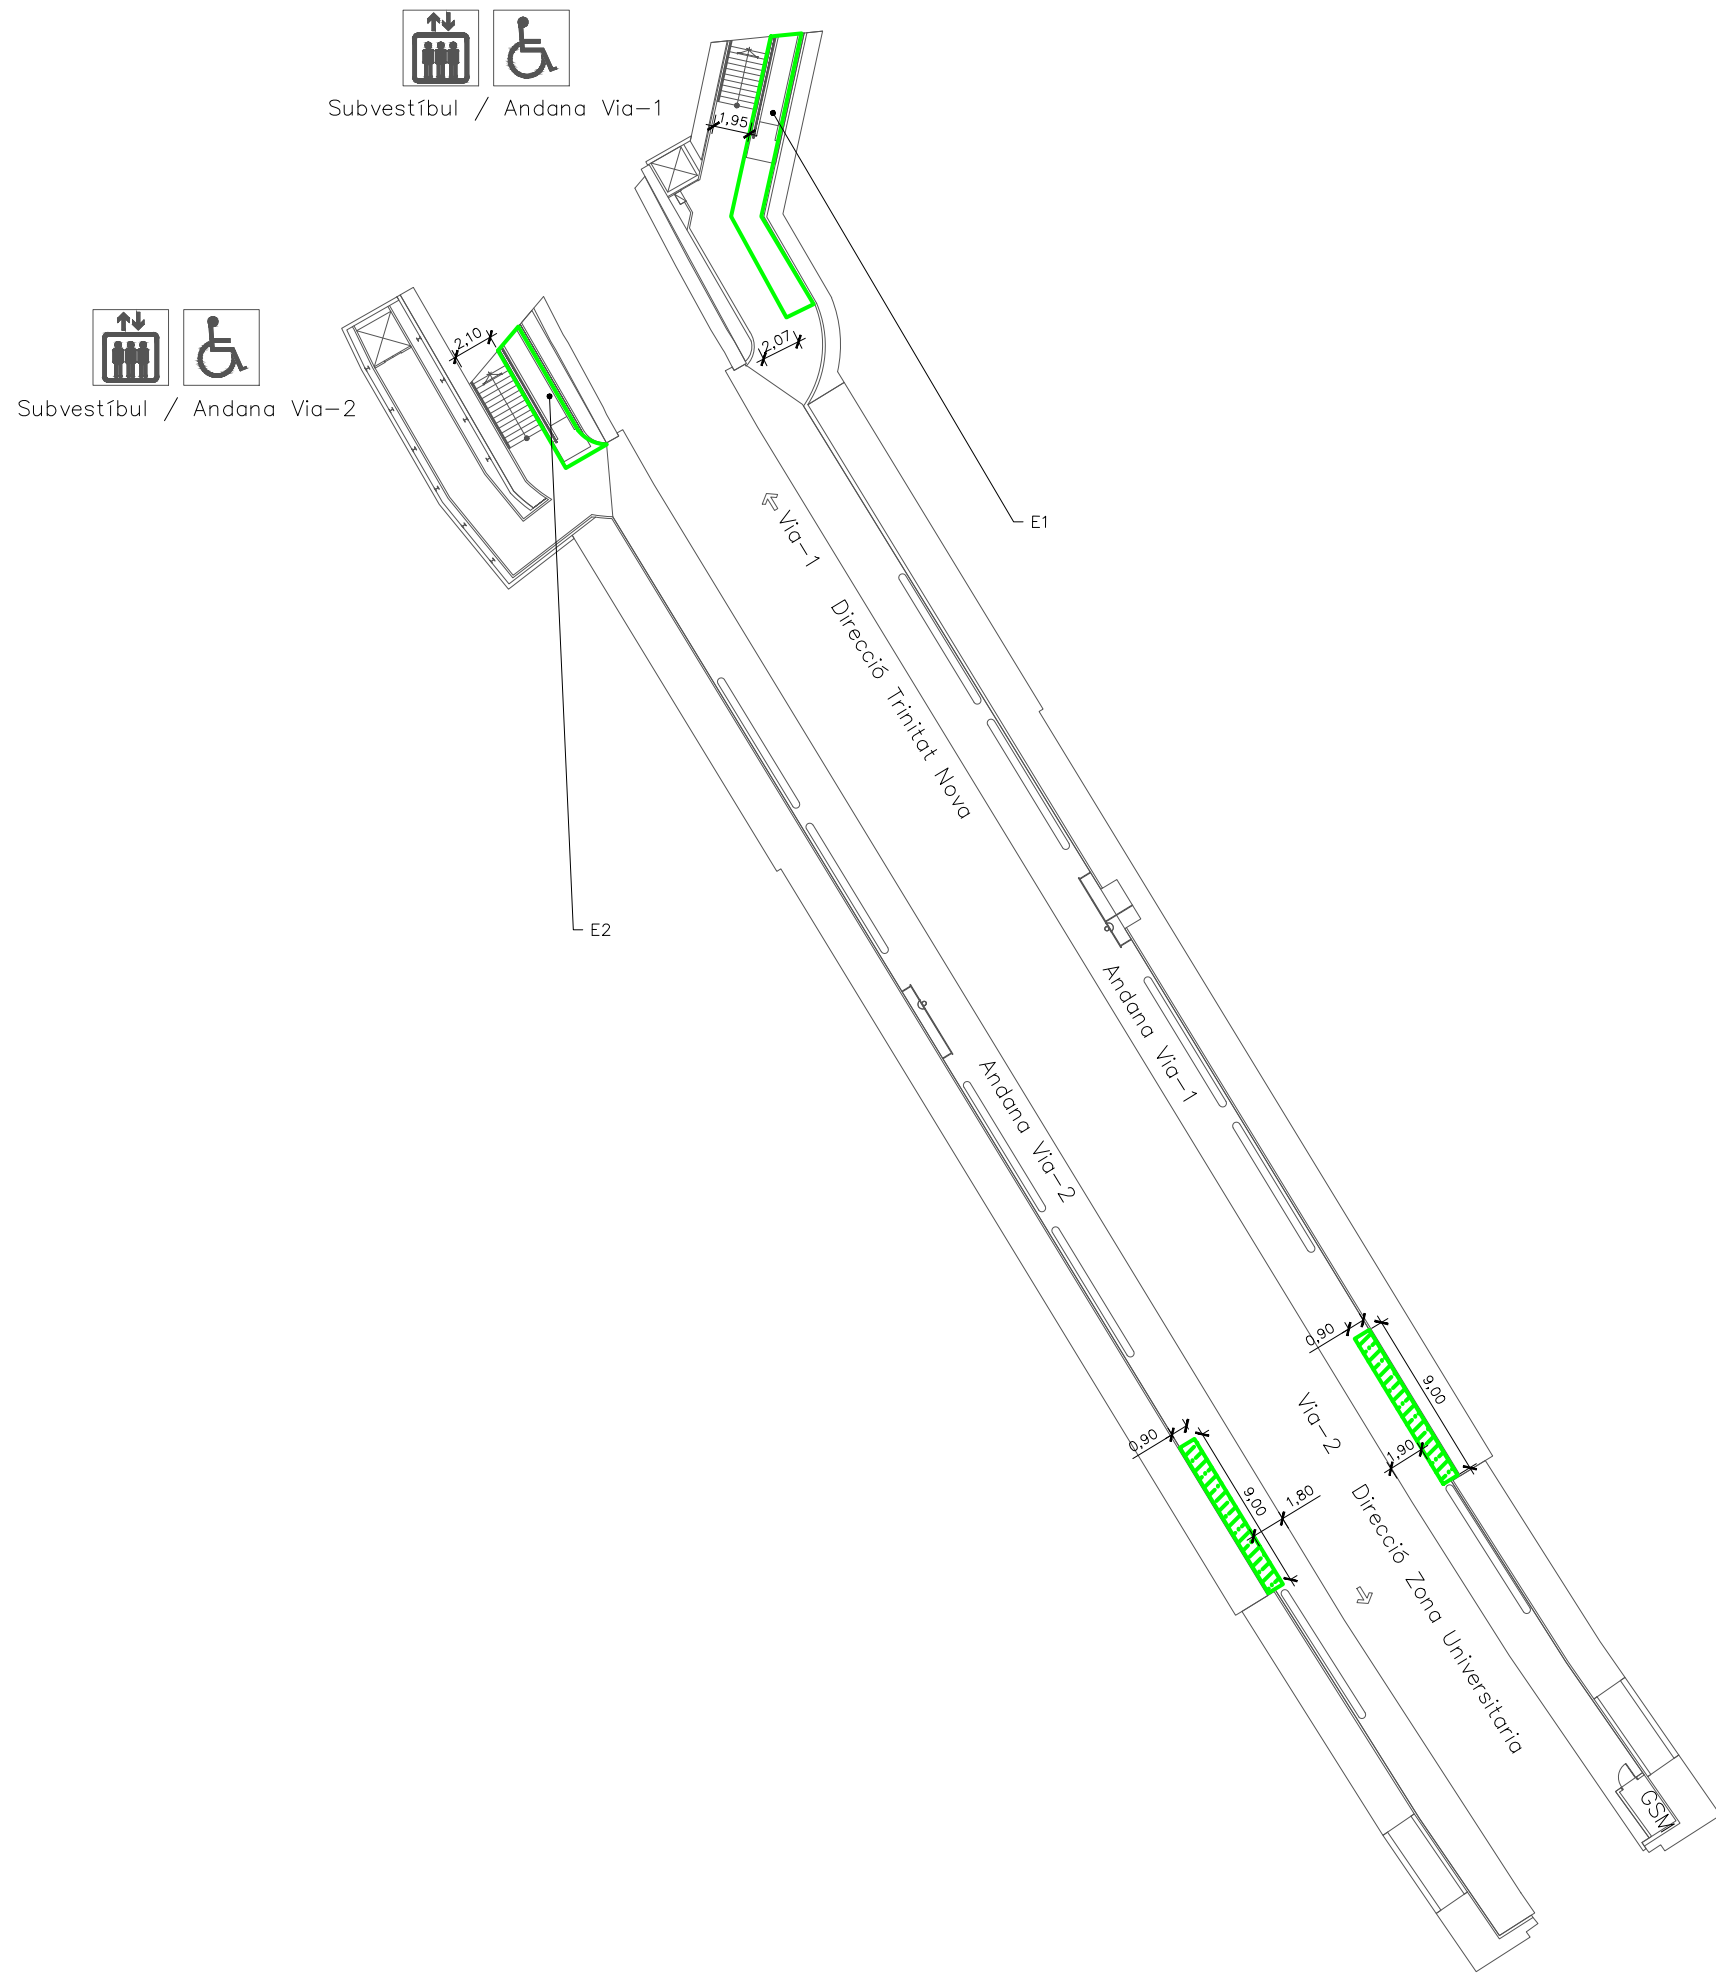 Subvestíbul / Andana Via-1
1,95
2,10
2,07
Subvestíbul / Andana Via-2
E1
Via-1
Direcció Trinitat Nova
E2
Andana Via-1
Andana Via-2
0,90
9,00
Via-2
0,90
1,90
9,00
1,80
Direcció Zona Universitaria
GSM